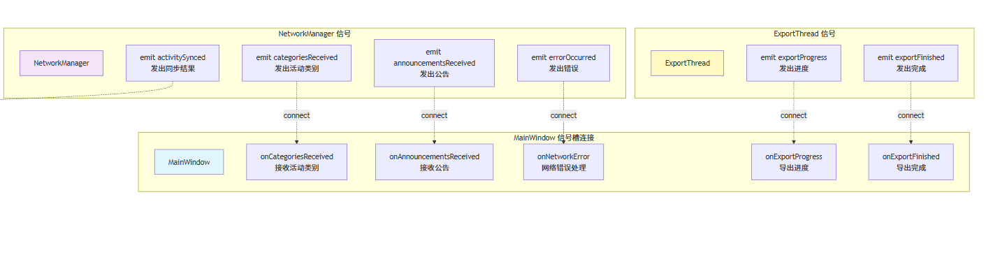 NetworkManager 信号
NetworkManager
emit activitySynced
发出同步结果
emit categoriesReceived
发出活动类别
emit
announcementsReceived
发出公告
emit errorOccurred
发出错误
ExportThread 信号
ExportThread
emit exportProgress
发出进度
emit exportFinished
发出完成
connect
connect
connect
connect
connect
MainWindow 信号槽连接
MainWindow
onCategoriesReceived
接收活动类别
onAnnouncementsReceived
接收公告
onNetworkError
网络错误处理
onExportProgress
导出进度
onExportFinished
导出完成